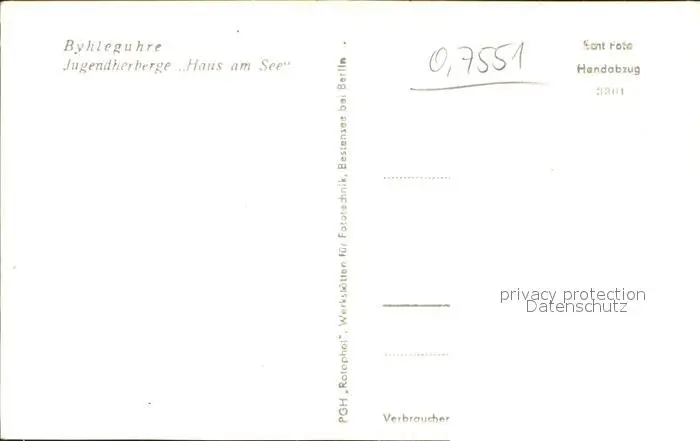 Byhleguhre
Jugendherberge „Haus am See“
PGH „Rotophot“, Werkstätten für Fototechnik, Bestensee bei Berlin
0,7551
Echt Foto
Handabzug
3301
privacy protection
Datenschutz
Verbraucher